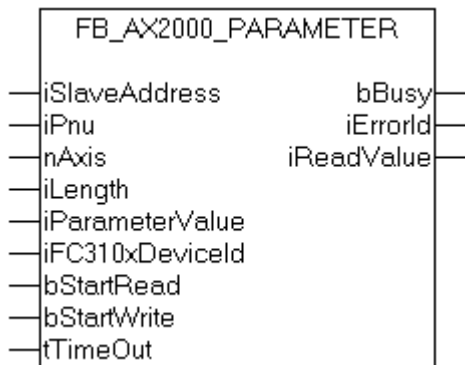 FB_AX2000_PARAMETER
iSlaveAddress bBusy
iPnu iErrorId
nAxis iReadValue
iLength
iParameterValue
iFC310xDeviceId
bStartRead
bStartWrite
tTimeOut